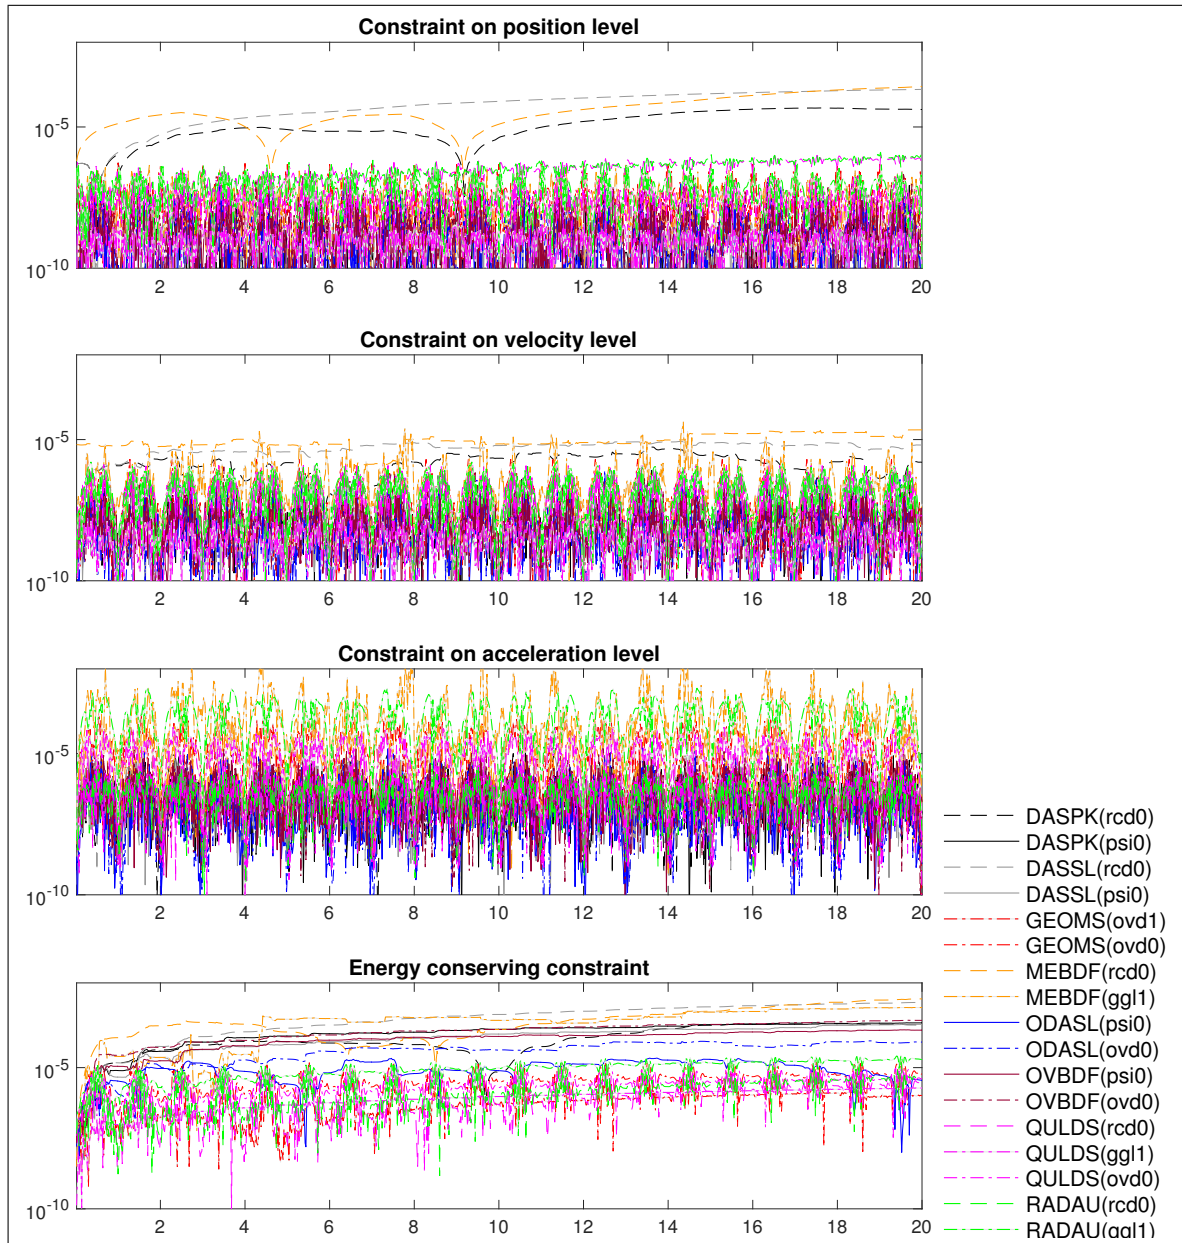 Constraint on position level
10^-5
10^-10
2 4 6 8 10 12 14 16 18 20
Constraint on velocity level
10^-5
10^-10
2 4 6 8 10 12 14 16 18 20
Constraint on acceleration level
10^-5
10^-10
2 4 6 8 10 12 14 16 18 20
Energy conserving constraint
10^-5
10^-10
2 4 6 8 10 12 14 16 18 20
DASPK(rcd0)
DASPK(psi0)
DASSL(rcd0)
DASSL(psi0)
GEOMS(ovd1)
GEOMS(ovd0)
MEBDF(rcd0)
MEBDF(ggl1)
ODASL(psi0)
ODASL(ovd0)
OVBDF(psi0)
OVBDF(ovd0)
QULDS(rcd0)
QULDS(ggl1)
QULDS(ovd0)
RADAU(rcd0)
RADAU(ggl1)